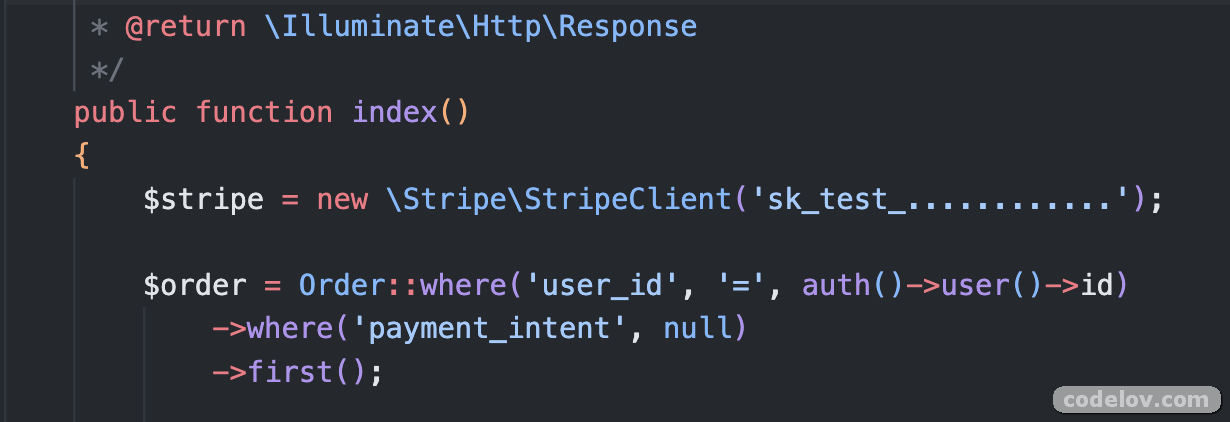 * @return \Illuminate\Http\Response
*/
public function index()
{
$stripe = new \Stripe\StripeClient('sk_test_............');
$order = Order::where('user_id', '=', auth()->user()->id)
->where('payment_intent', null)
->first();
codelov.com